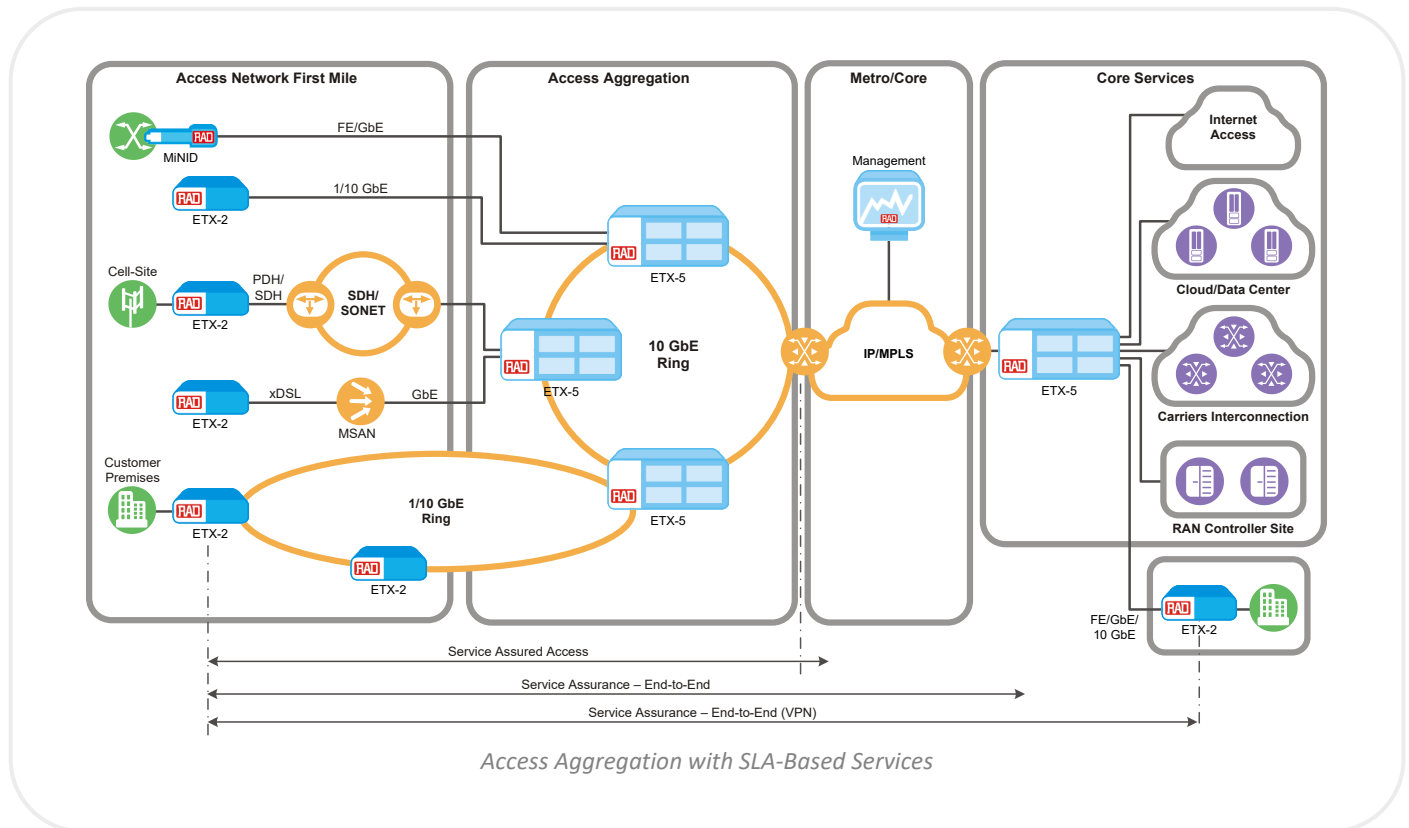 Access Network First Mile
Access Aggregation
Metro/Core
Core Services
RAD
MiNID
FE/GbE
RAD
ETX-2
1/10 GbE
Cell-Site
RAD
ETX-2
PDH/
SDH
SDH/
SONET
RAD
ETX-2
xDSL
MSAN
GbE
Customer
Premises
RAD
ETX-2
1/10 GbE
Ring
RAD
ETX-2
RAD
ETX-5
RAD
ETX-5
10 GbE
Ring
RAD
ETX-5
Management
RAD
IP/MPLS
RAD
ETX-5
Internet
Access
Cloud/Data Center
Carriers Interconnection
RAN Controller Site
FE/GbE/
10 GbE
RAD
ETX-2
Service Assured Access
Service Assurance – End-to-End
Service Assurance – End-to-End (VPN)
Access Aggregation with SLA-Based Services